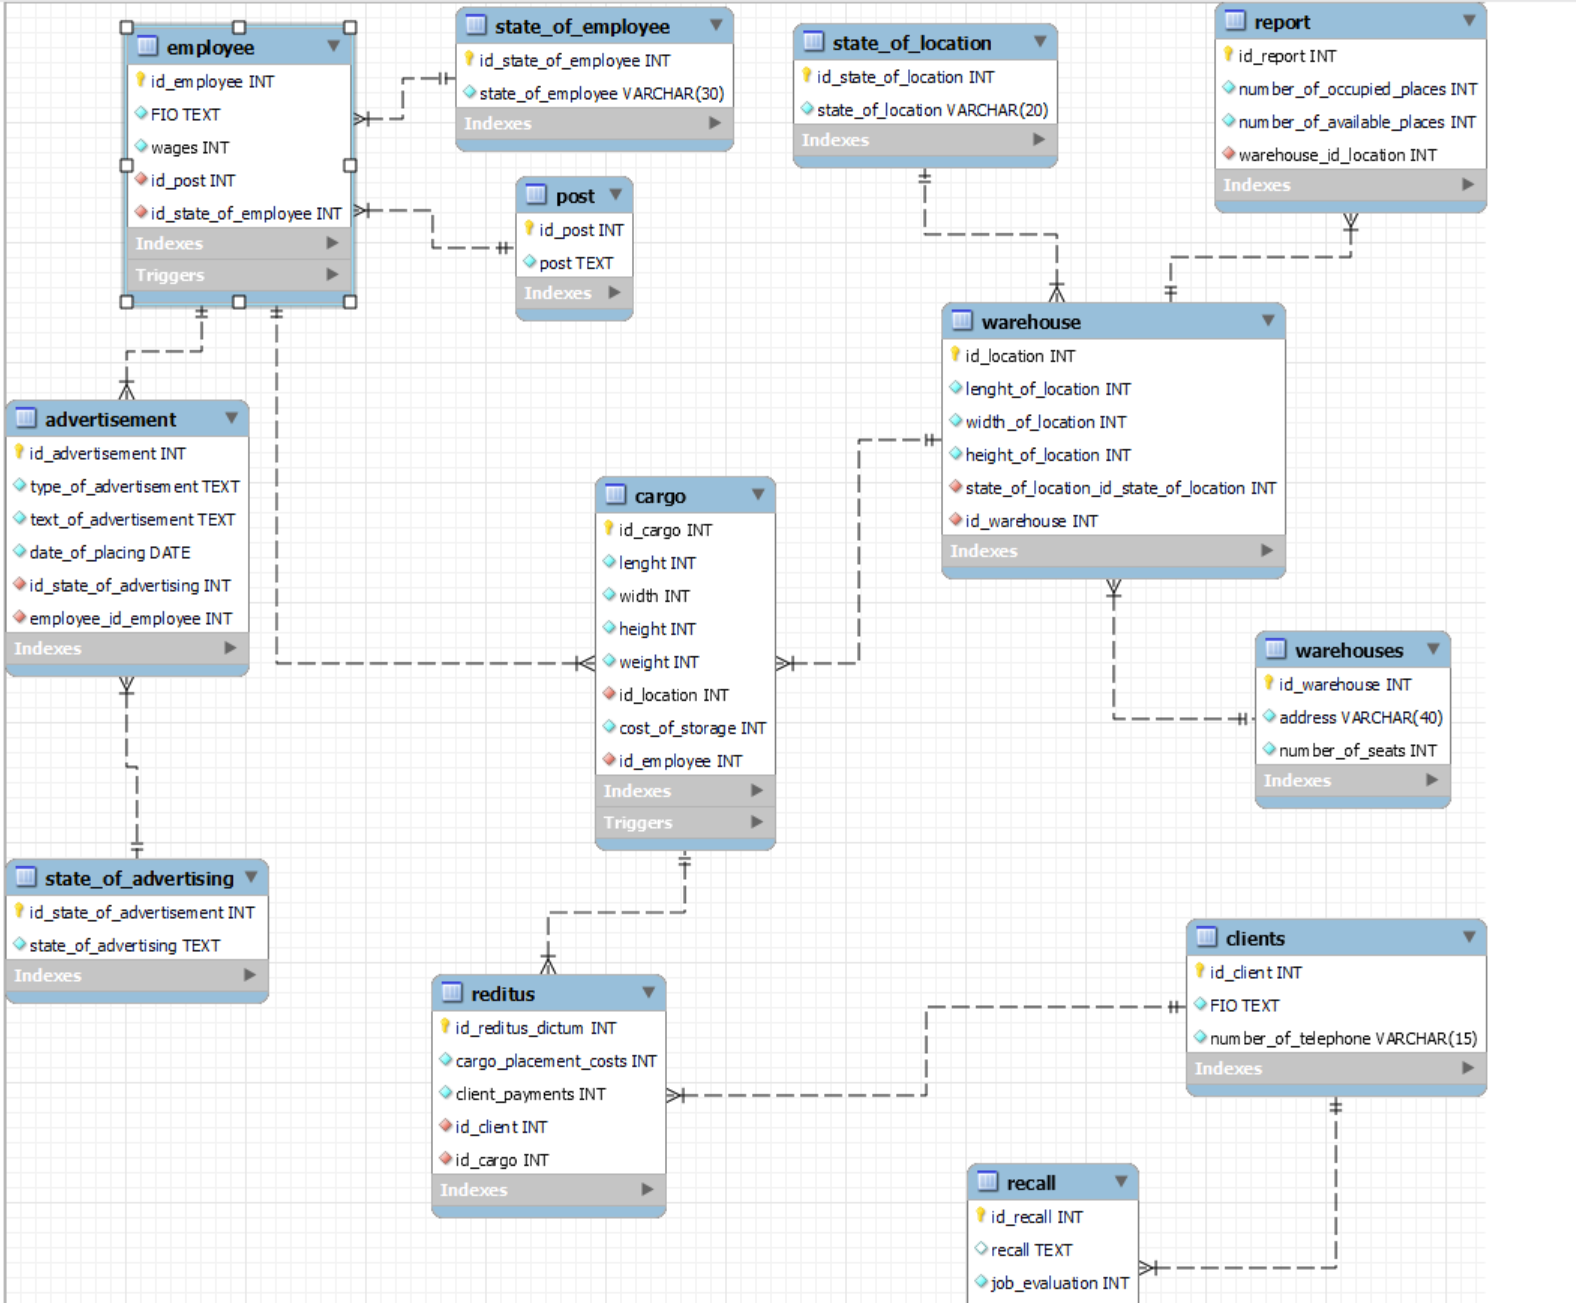 employee
id_employee INT
FIO TEXT
wages INT
id_post INT
id_state_of_employee INT
Indexes
Triggers
state_of_employee
id_state_of_employee INT
state_of_employee VARCHAR(30)
Indexes
post
id_post INT
post TEXT
Indexes
state_of_location
id_state_of_location INT
state_of_location VARCHAR(20)
Indexes
report
id_report INT
number_of_occupied_places INT
number_of_available_places INT
warehouse_id_location INT
Indexes
warehouse
id_location INT
lenght_of_location INT
width_of_location INT
height_of_location INT
state_of_location_id_state_of_location INT
id_warehouse INT
Indexes
advertisement
id_advertisement INT
type_of_advertisement TEXT
text_of_advertisement TEXT
date_of_placing DATE
id_state_of_advertising INT
employee_id_employee INT
Indexes
cargo
id_cargo INT
lenght INT
width INT
height INT
weight INT
id_location INT
cost_of_storage INT
id_employee INT
Indexes
Triggers
warehouses
id_warehouse INT
address VARCHAR(40)
number_of_seats INT
Indexes
state_of_advertising
id_state_of_advertisement INT
state_of_advertising TEXT
Indexes
reditus
id_reditus_dictum INT
cargo_placement_costs INT
client_payments INT
id_client INT
id_cargo INT
Indexes
clients
id_client INT
FIO TEXT
number_of_telephone VARCHAR(15)
Indexes
recall
id_recall INT
recall TEXT
job_evaluation INT